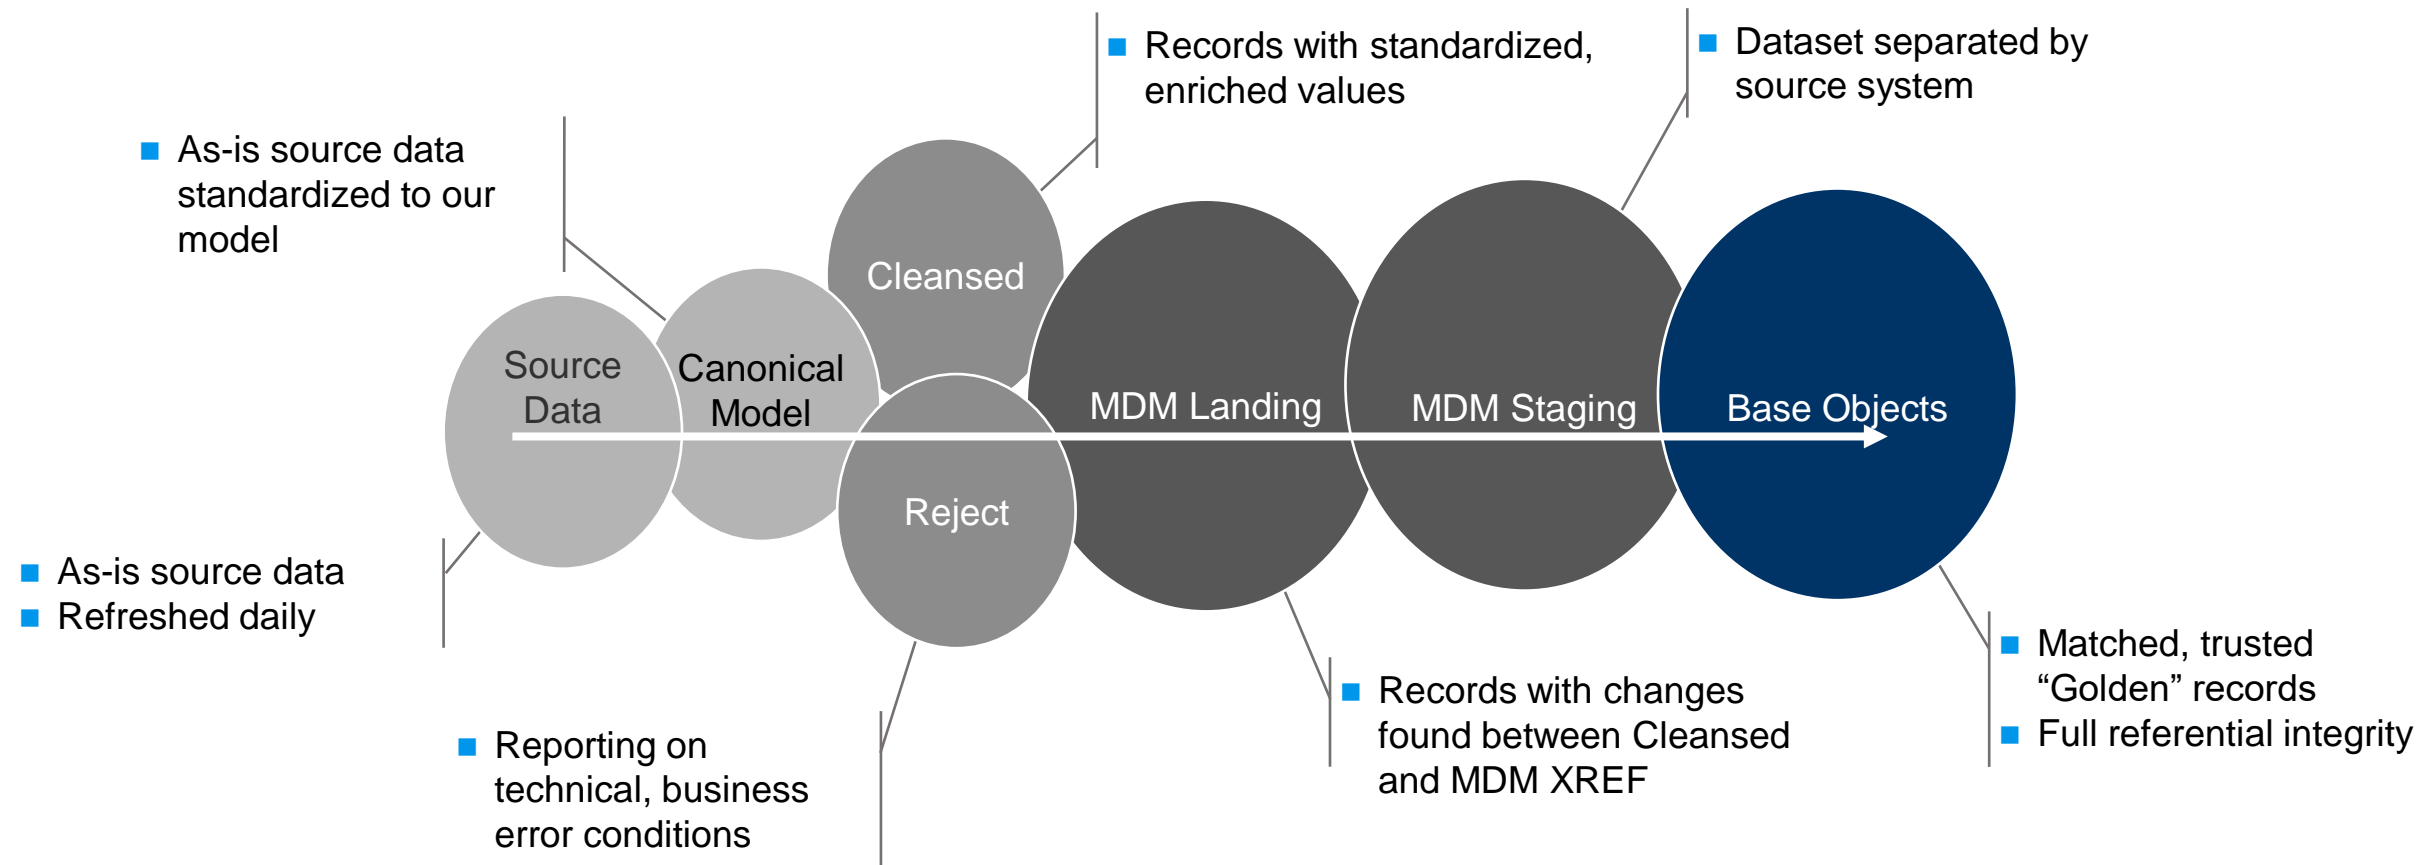 As-is source data
standardized to our
model
Records with standardized,
enriched values
Dataset separated by
source system
Source
Data
Canonical
Model
Cleansed
Reject
MDM Landing
MDM Staging
Base Objects
As-is source data
Refreshed daily
Reporting on
technical, business
error conditions
Records with changes
found between Cleansed
and MDM XREF
Matched, trusted
“Golden” records
Full referential integrity